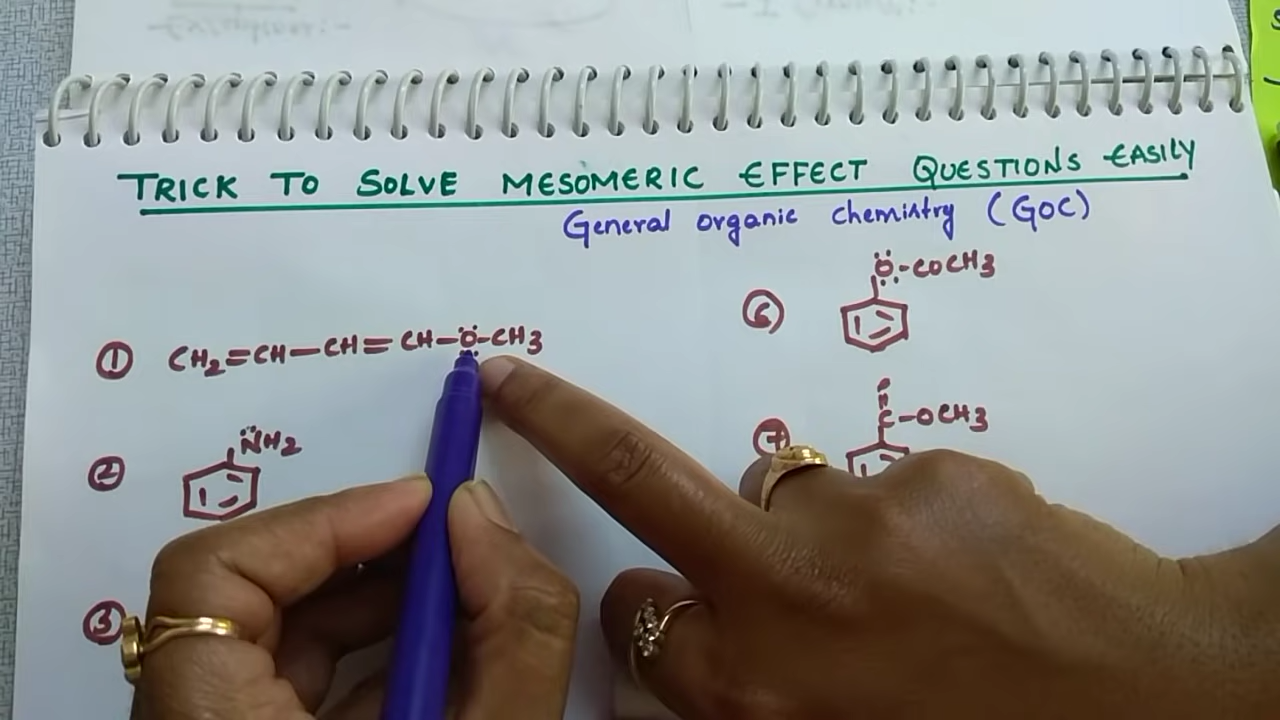 TRICK TO SOLVE MESOMERIC EFFECT QUESTIONS EASILY
General organic chemistry (GOC)
① CH₂=CH—CH=CH-Ö-CH₃
② N̈H₂
③
⑥ Ö-COCH₃
⑦ O
C-OCH₃